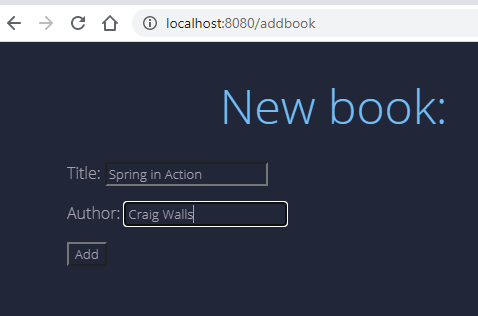 localhost:8080/addbook
New book:
Title: Spring in Action
Author: Craig Walls
Add